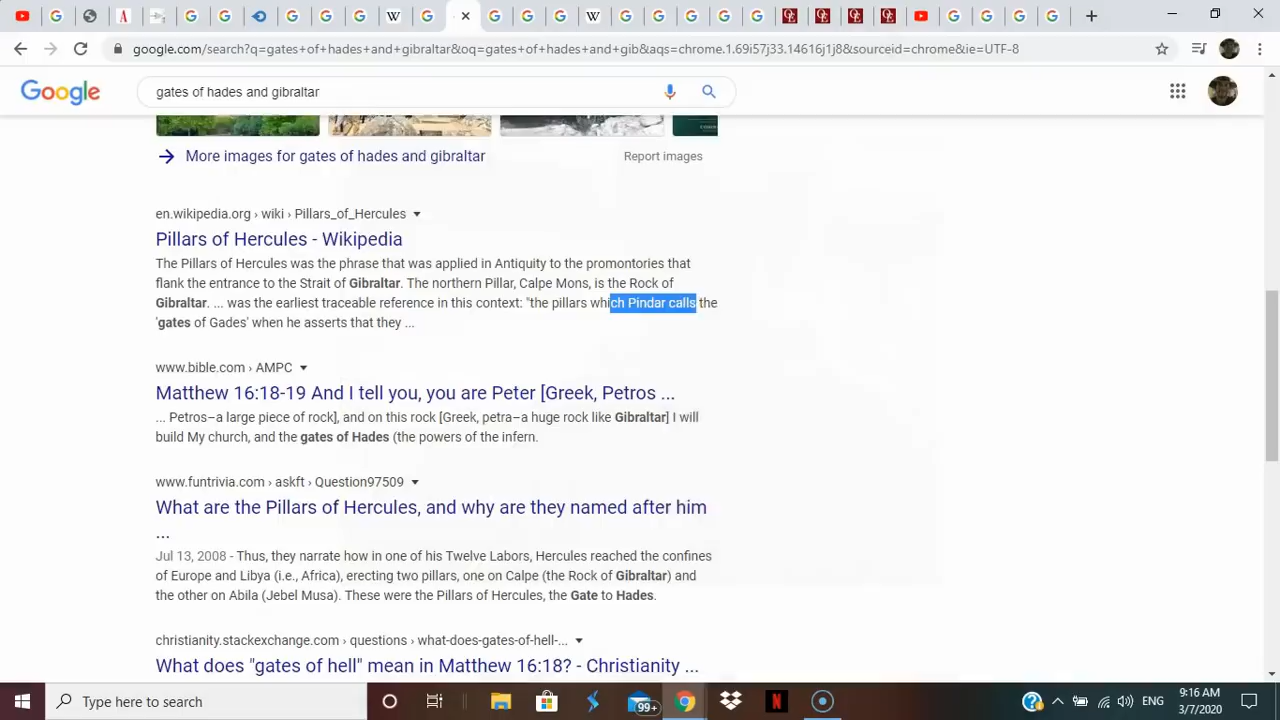 google.com/search?q=gates+of+hades+and+gibraltar&oq=gates+of+hades+and+gib&aqs=chrome.1.69i57j33.14616j1j8&sourceid=chrome&ie=UTF-8
Google
gates of hades and gibraltar
More images for gates of hades and gibraltar
Report images
en.wikipedia.org › wiki › Pillars_of_Hercules
Pillars of Hercules - Wikipedia
The Pillars of Hercules was the phrase that was applied in Antiquity to the promontories that
flank the entrance to the Strait of Gibraltar. The northern Pillar, Calpe Mons, is the Rock of
Gibraltar. ... was the earliest traceable reference in this context: "the pillars which Pindar calls the
'gates of Gades' when he asserts that they ...
www.bible.com › AMPC
Matthew 16:18-19 And I tell you, you are Peter [Greek, Petros ...
... Petros–a large piece of rock], and on this rock [Greek, petra–a huge rock like Gibraltar] I will
build My church, and the gates of Hades (the powers of the infern.
www.funtrivia.com › askft › Question97509
What are the Pillars of Hercules, and why are they named after him
...
Jul 13, 2008 - Thus, they narrate how in one of his Twelve Labors, Hercules reached the confines
of Europe and Libya (i.e., Africa), erecting two pillars, one on Calpe (the Rock of Gibraltar) and
the other on Abila (Jebel Musa). These were the Pillars of Hercules, the Gate to Hades.
christianity.stackexchange.com › questions › what-does-gates-of-hell-...
What does "gates of hell" mean in Matthew 16:18? - Christianity ...
Type here to search
99+
N
ENG
9:16 AM
3/7/2020